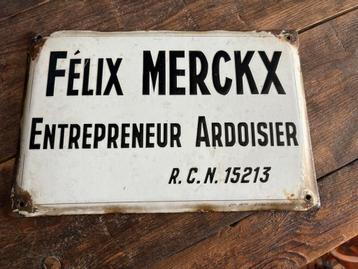 FÉLIX MERCKX
ENTREPRENEUR ARDOISIER
R.C.N. 15213